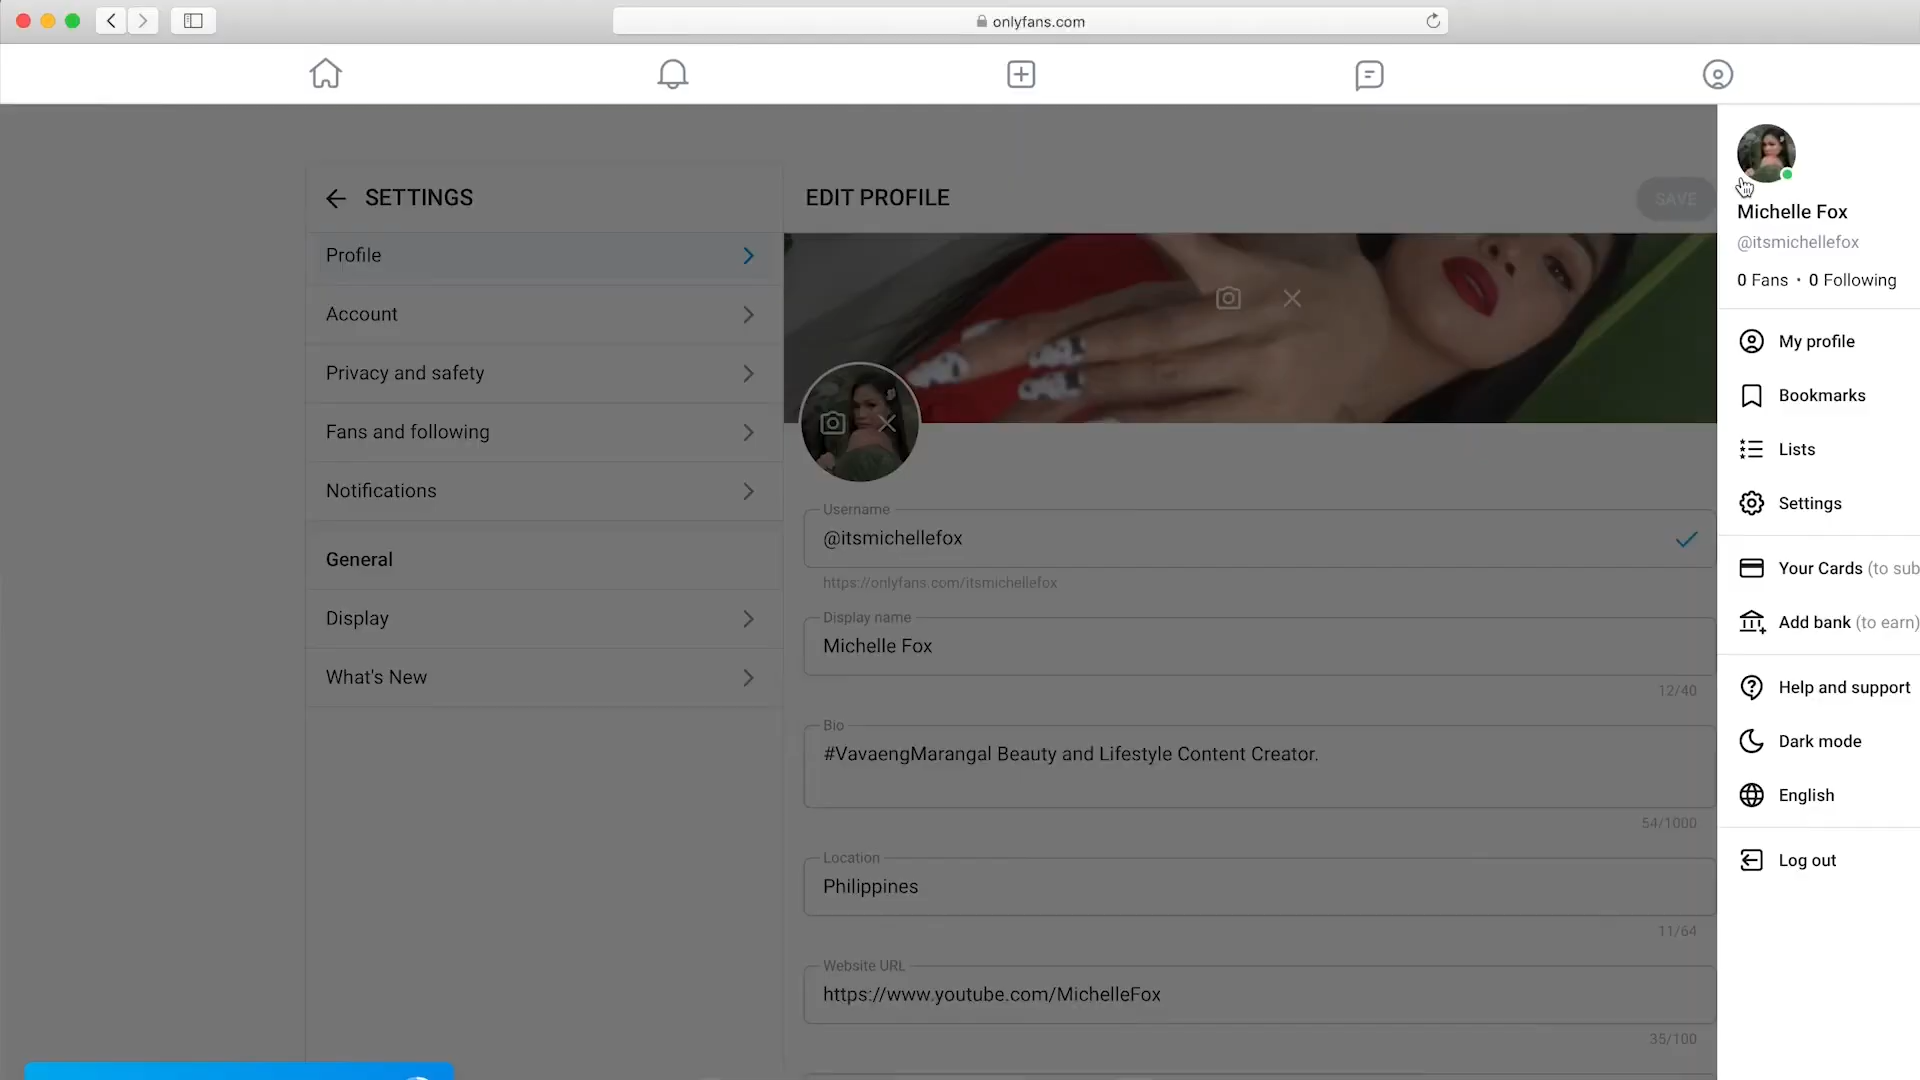 onlyfans.com
SETTINGS
Profile
Account
Privacy and safety
Fans and following
Notifications
General
Display
What's New
EDIT PROFILE
SAVE
Username
@itsmichellefox
https://onlyfans.com/itsmichellefox
Display name
Michelle Fox
12/40
Bio
#VavaengMarangal Beauty and Lifestyle Content Creator.
54/1000
Location
Philippines
11/64
Website URL
https://www.youtube.com/MichelleFox
35/100
Michelle Fox
@itsmichellefox
0 Fans • 0 Following
My profile
Bookmarks
Lists
Settings
Your Cards (to sub
Add bank (to earn)
Help and support
Dark mode
English
Log out